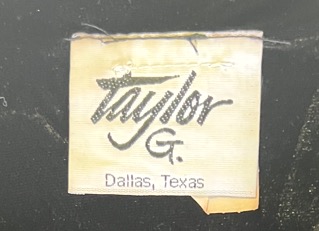 Taylor
G.
Dallas, Texas